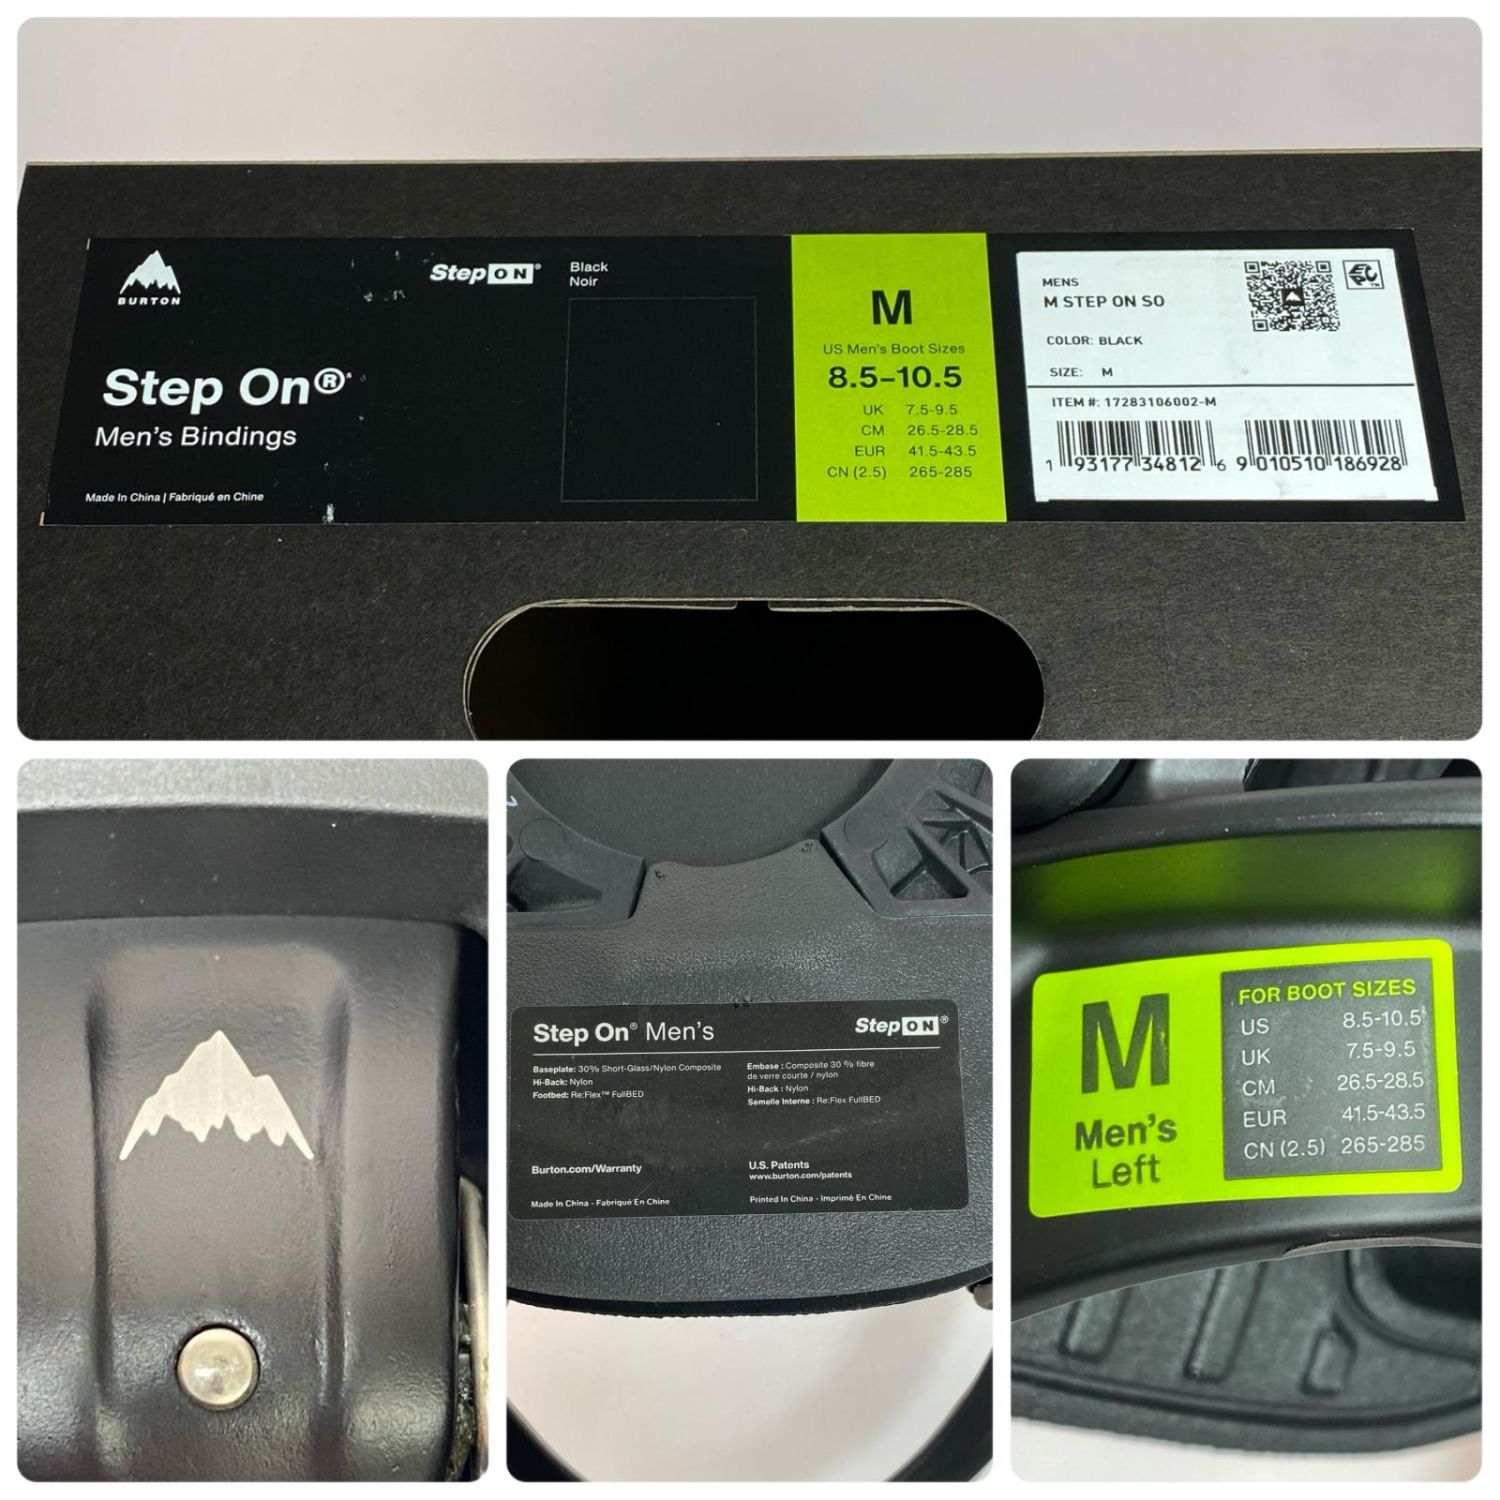 BURTON
Step On®
Men's Bindings
Made In China | Fabriqué en Chine
Step ON®
Black
Noir
M
US Men's Boot Sizes
8.5–10.5
UK 7.5-9.5
CM 26.5-28.5
EUR 41.5-43.5
CN (2.5) 265-285
MENS
M STEP ON SO
COLOR: BLACK
SIZE: M
ITEM #: 17283106002-M
1 93177 34812 6
9 010510 186928
Step On® Men's
Step ON®
Baseplate: 30% Short-Glass/Nylon Composite
Hi-Back: Nylon
Footbed: Re:Flex™ FullBED
Embase : Composite 30 % fibre
de verre courte / nylon
Hi-Back : Nylon
Semelle Interne : Re:Flex FullBED
Burton.com/Warranty
U.S. Patents
www.burton.com/patents
Made In China - Fabriqué En Chine
Printed In China - Imprimé En Chine
M
Men's
Left
FOR BOOT SIZES
US 8.5-10.5
UK 7.5-9.5
CM 26.5-28.5
EUR 41.5-43.5
CN (2.5) 265-285